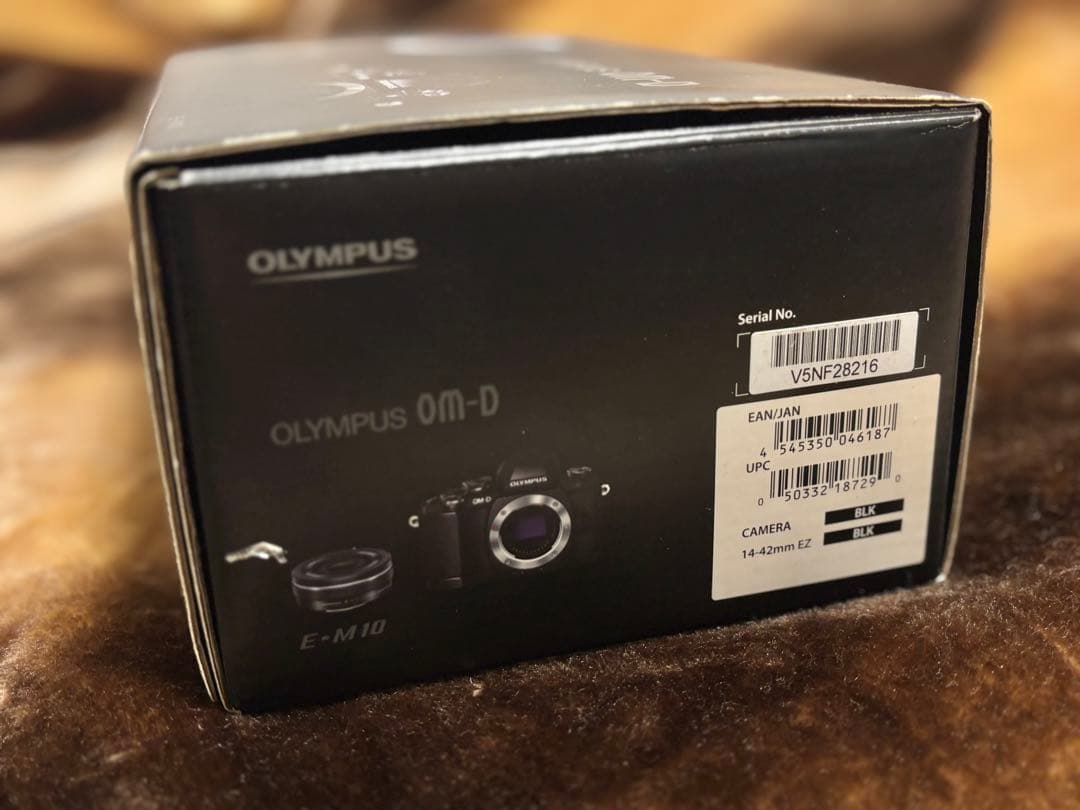 OLYMPUS
Serial No.
V5NF28216
OLYMPUS OM-D
EAN/JAN
4 545350 046187
UPC
0 50332 18729 0
OLYMPUS
OM-D
CAMERA BLK
14-42mm EZ BLK
E-M10